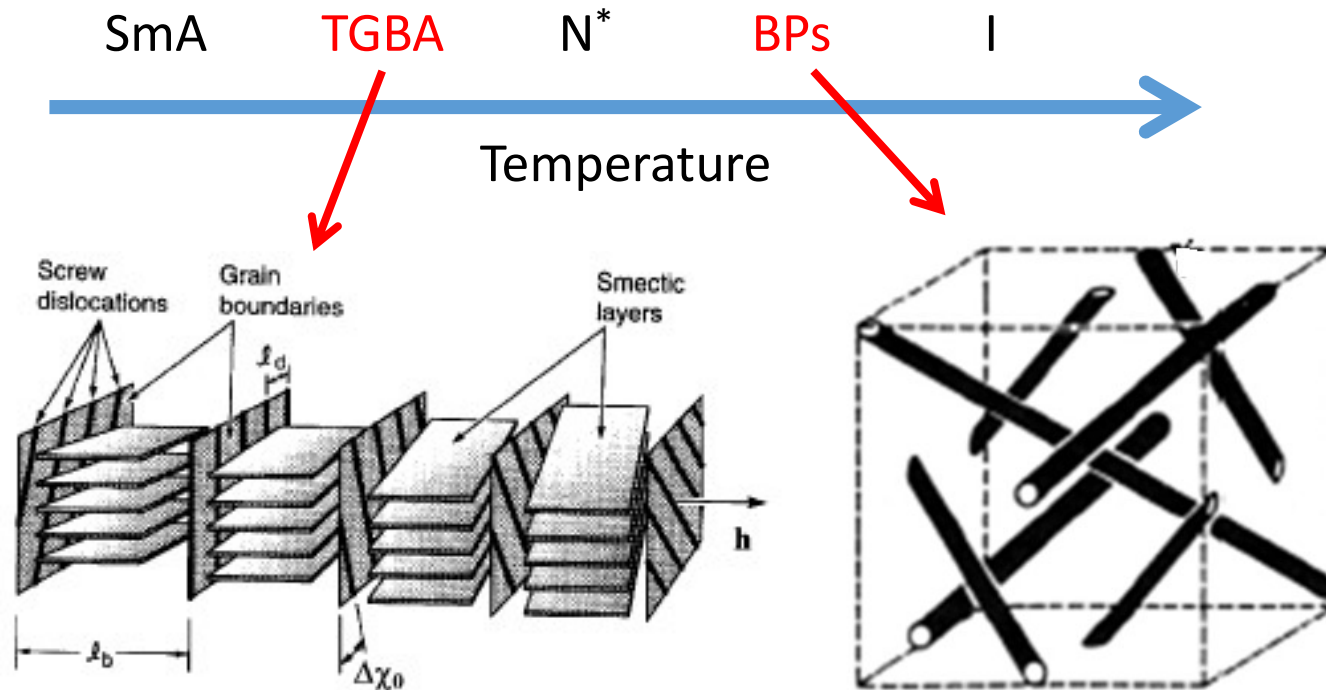 SmA TGBA N* BPs I
Temperature
Screw
dislocations
Grain
boundaries
Smectic
layers
ℓd
h
ℓb
Δχ0